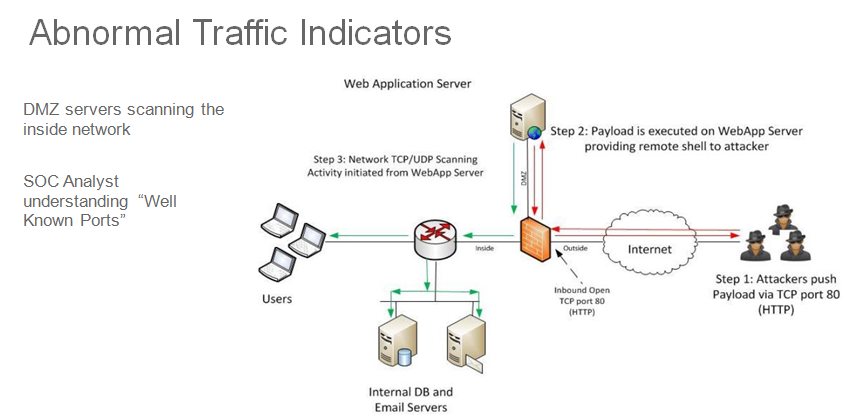 Abnormal Traffic Indicators
DMZ servers scanning the
inside network
SOC Analyst
understanding “Well
Known Ports”
Web Application Server
Step 2: Payload is executed on WebApp Server
providing remote shell to attacker
Step 3: Network TCP/UDP Scanning
Activity initiated from WebApp Server
DMZ
Inside
Outside
Internet
Users
Inbound Open
TCP port 80
(HTTP)
Step 1: Attackers push
Payload via TCP port 80
(HTTP)
Internal DB and
Email Servers